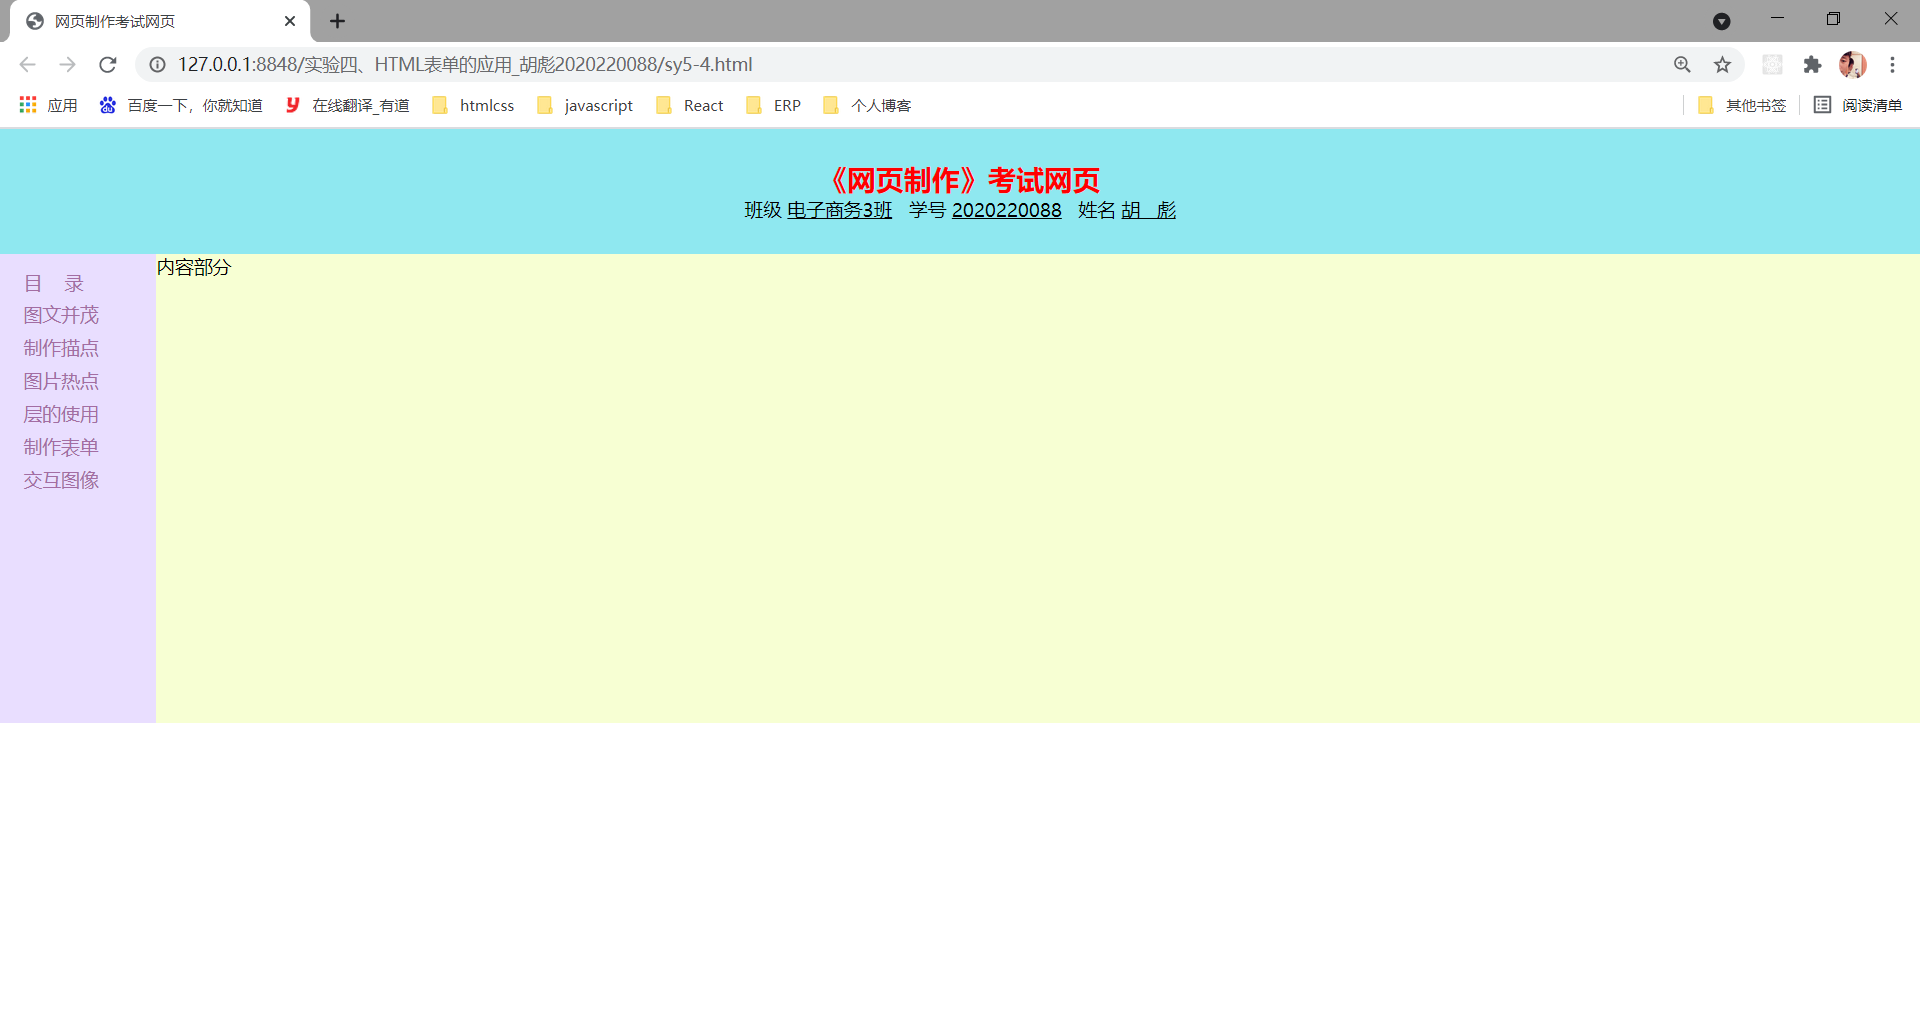 网页制作考试网页
127.0.0.1:8848/实验四、HTML表单的应用_胡彪2020220088/sy5-4.html
应用 百度一下，你就知道 在线翻译_有道 htmlcss javascript React ERP 个人博客 其他书签 阅读清单
《网页制作》考试网页
班级 电子商务3班 学号 2020220088 姓名 胡 彪
目 录
内容部分
图文并茂
制作描点
图片热点
层的使用
制作表单
交互图像